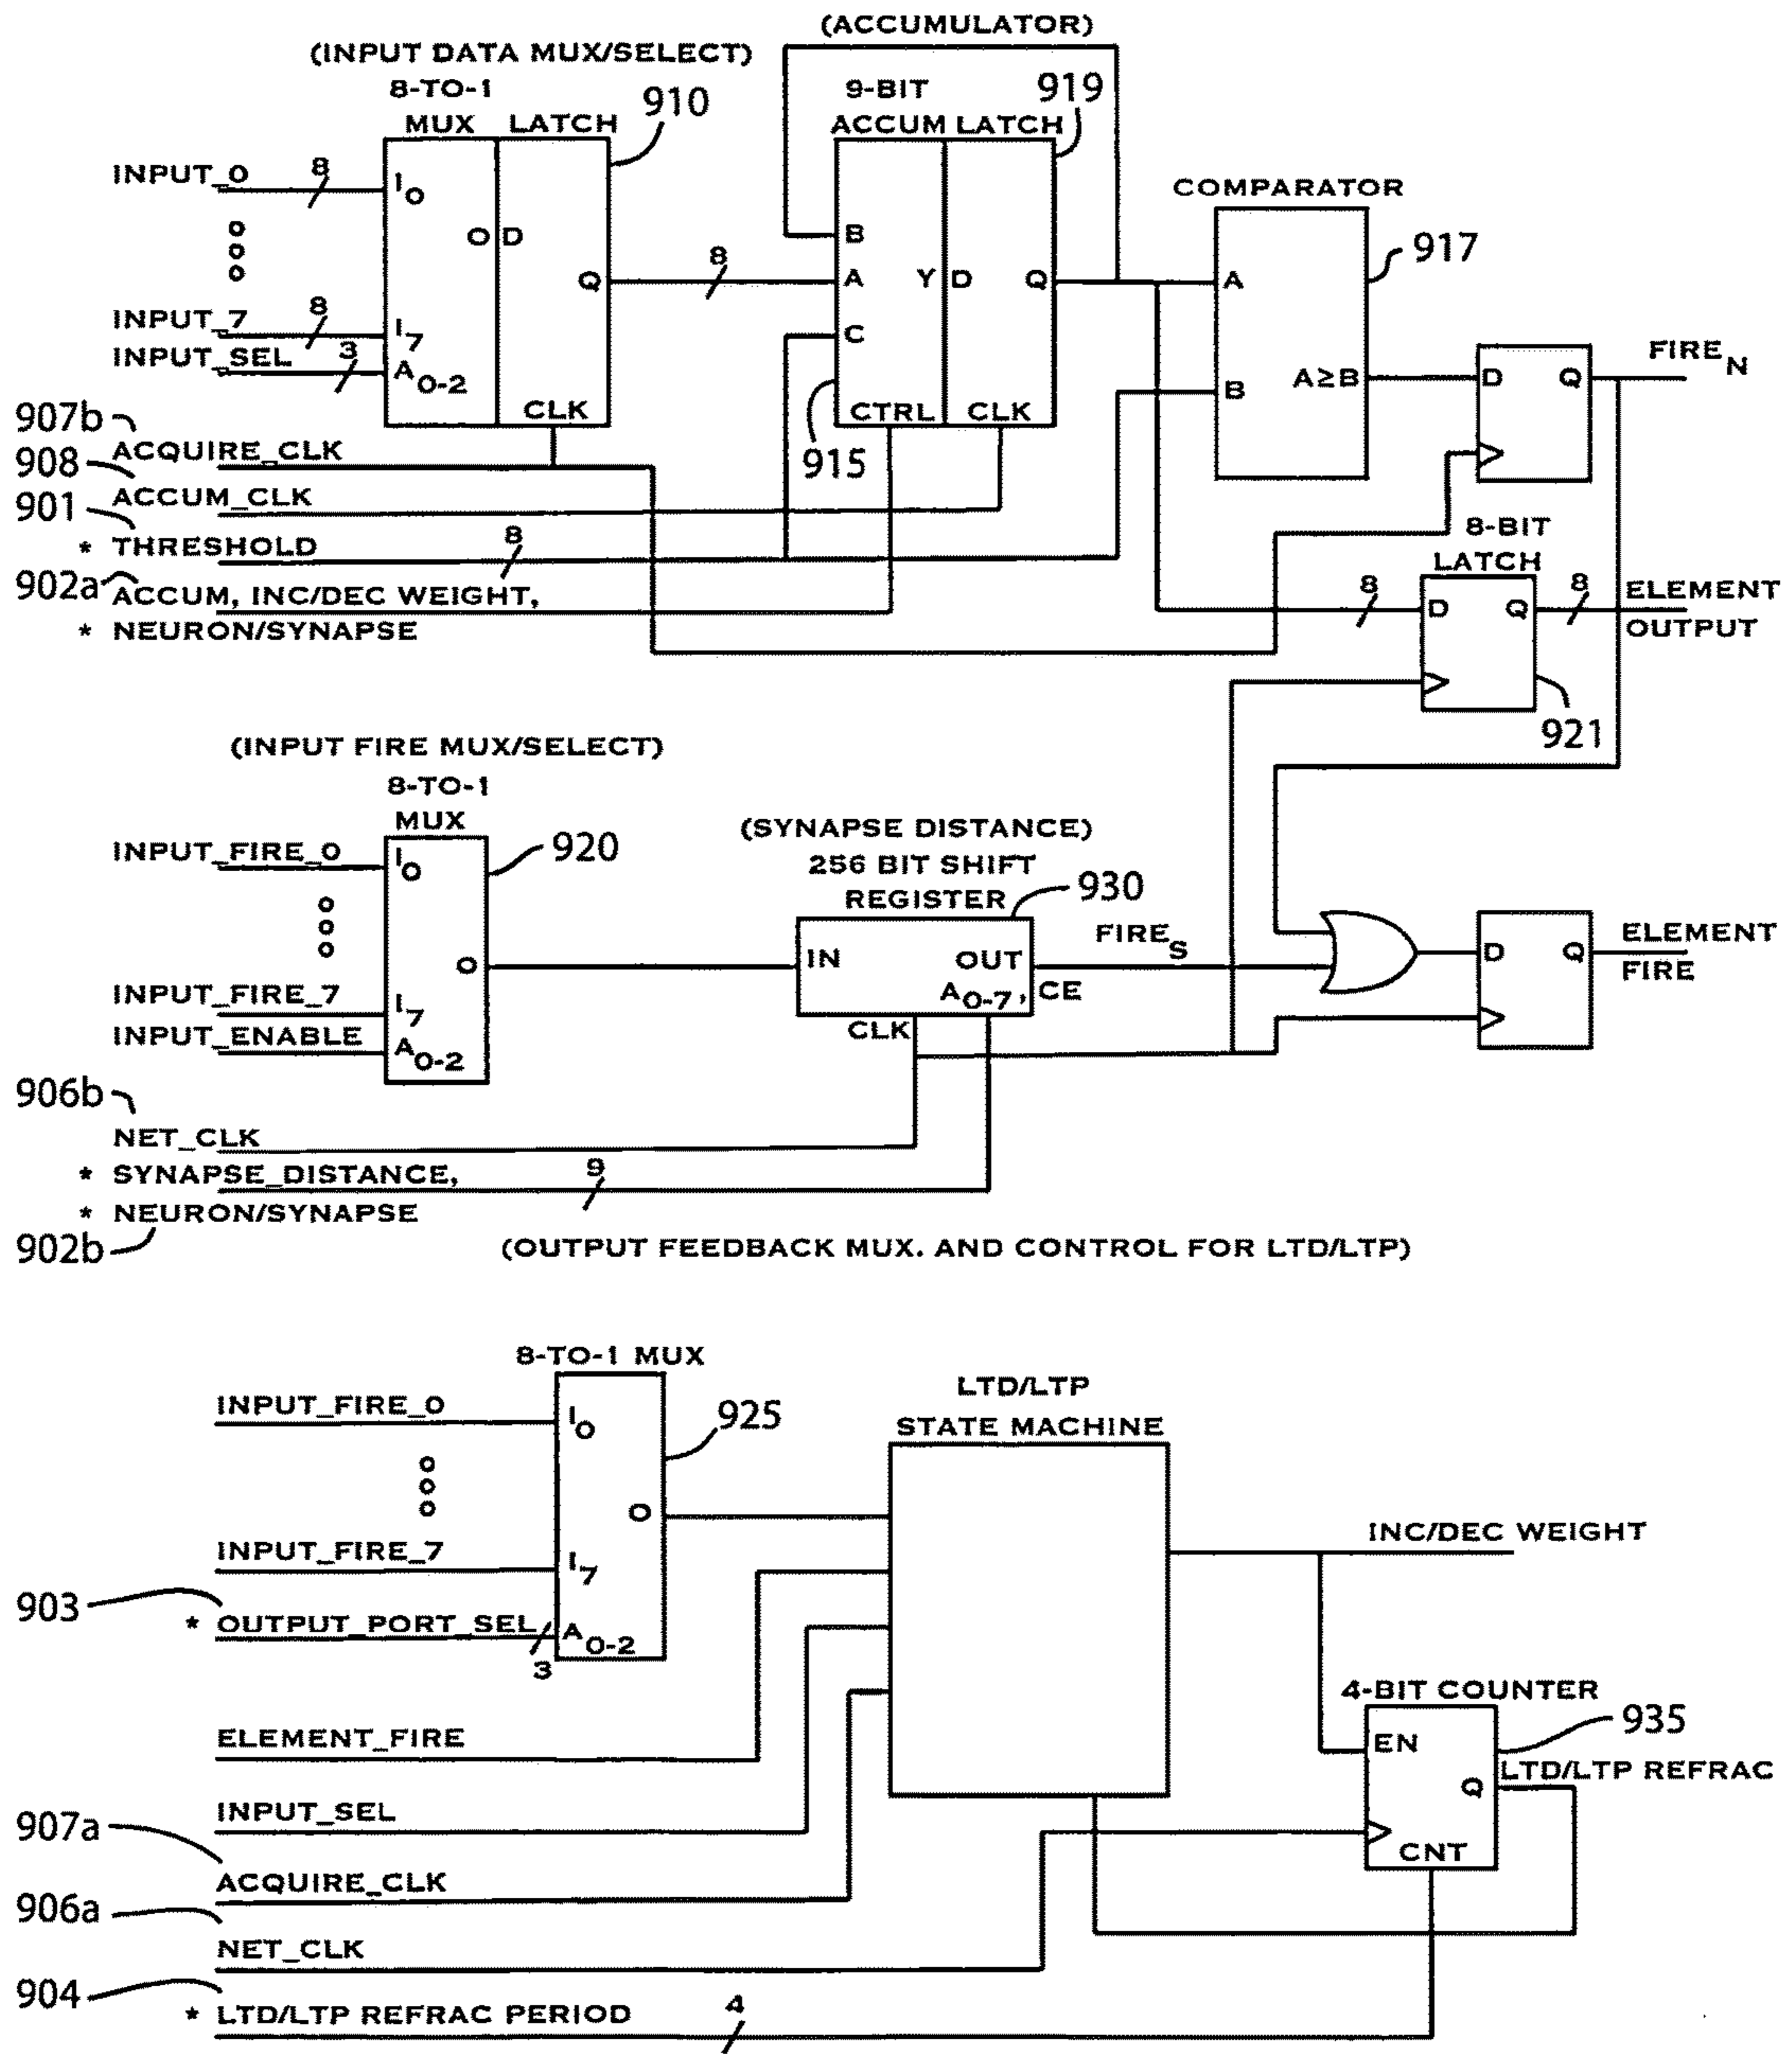 (ACCUMULATOR)
(INPUT DATA MUX/SELECT)
8-TO-1
MUX LATCH
910
9-BIT
ACCUM LATCH
919
INPUT_0
8
I0
O D
Q
INPUT_7
8
I7
INPUT_SEL
3
A0-2
CLK
8
B
A
C
Y D
Q
CTRL CLK
915
COMPARATOR
917
A
B
A≥B
D Q
FIREN
907b
ACQUIRE_CLK
908
ACCUM_CLK
901
* THRESHOLD
8
902a
ACCUM, INC/DEC WEIGHT,
* NEURON/SYNAPSE
8-BIT
LATCH
8
D Q
8
ELEMENT
OUTPUT
921
(INPUT FIRE MUX/SELECT)
8-TO-1
MUX
920
INPUT_FIRE_0
I0
O
INPUT_FIRE_7
I7
INPUT_ENABLE
A0-2
(SYNAPSE DISTANCE)
256 BIT SHIFT
REGISTER
930
IN OUT
A0-7, CE
CLK
FIRES
D Q
ELEMENT
FIRE
906b
NET_CLK
* SYNAPSE_DISTANCE,
9
* NEURON/SYNAPSE
902b
(OUTPUT FEEDBACK MUX. AND CONTROL FOR LTD/LTP)
8-TO-1 MUX
925
INPUT_FIRE_0
I0
O
INPUT_FIRE_7
I7
903
* OUTPUT_PORT_SEL
3
A0-2
LTD/LTP
STATE MACHINE
INC/DEC WEIGHT
4-BIT COUNTER
935
EN
Q
LTD/LTP REFRAC
CNT
ELEMENT_FIRE
INPUT_SEL
907a
ACQUIRE_CLK
906a
NET_CLK
904
* LTD/LTP REFRAC PERIOD
4